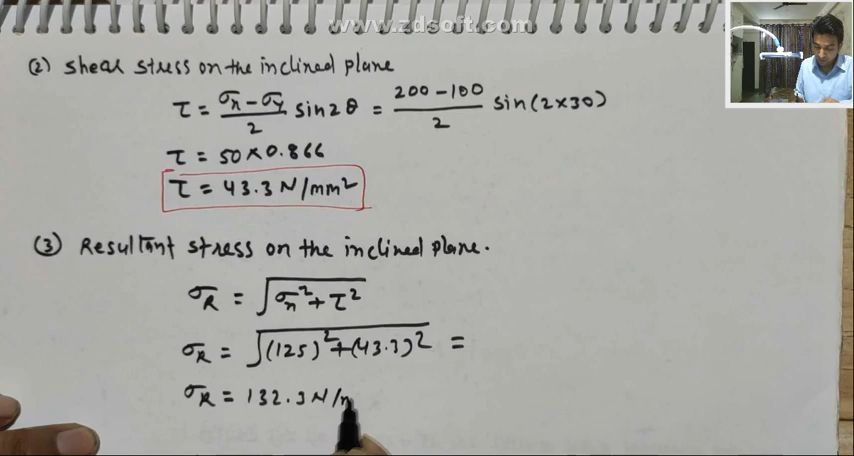 www.zdsoft.com
(2) Shear stress on the inclined plane
τ = σx − σy / 2 sin2θ = 200 − 100 / 2 sin(2×30)
τ = 50 × 0.866
τ = 43.3 N/mm²
(3) Resultant stress on the inclined plane.
σR = √σn² + τ²
σR = √(125)² + (43.3)² =
σR = 132.3 N/m